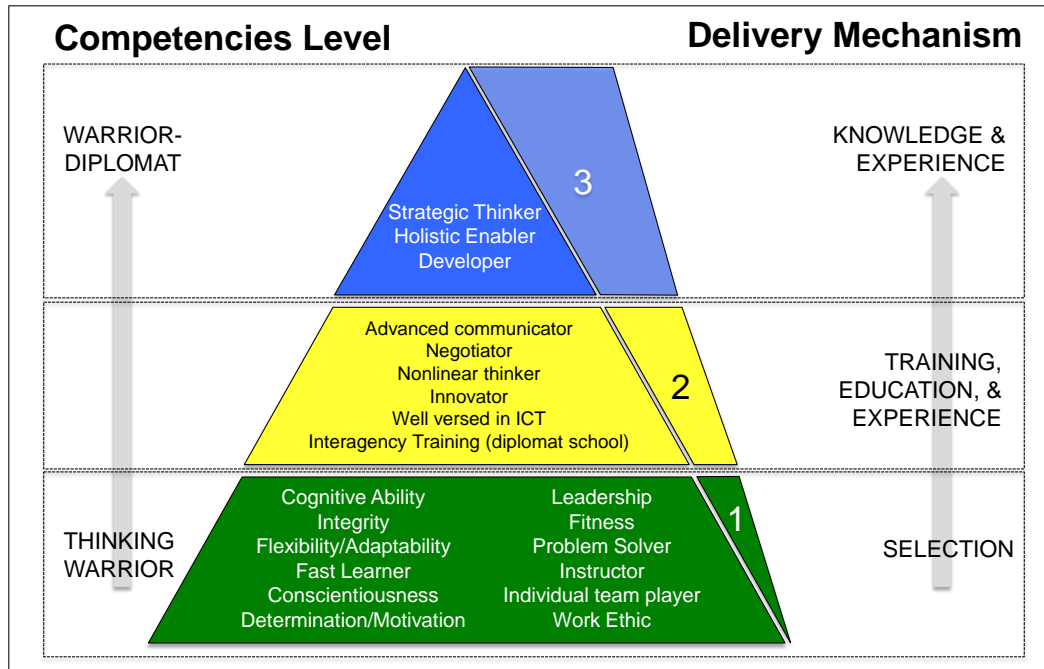 Competencies Level
Delivery Mechanism
WARRIOR-
DIPLOMAT
3
Strategic Thinker
Holistic Enabler
Developer
KNOWLEDGE &
EXPERIENCE
Advanced communicator
Negotiator
Nonlinear thinker
Innovator
Well versed in ICT
Interagency Training (diplomat school)
2
TRAINING,
EDUCATION, &
EXPERIENCE
THINKING
WARRIOR
Cognitive Ability
Integrity
Flexibility/Adaptability
Fast Learner
Conscientiousness
Determination/Motivation
Leadership
Fitness
Problem Solver
Instructor
Individual team player
Work Ethic
1
SELECTION